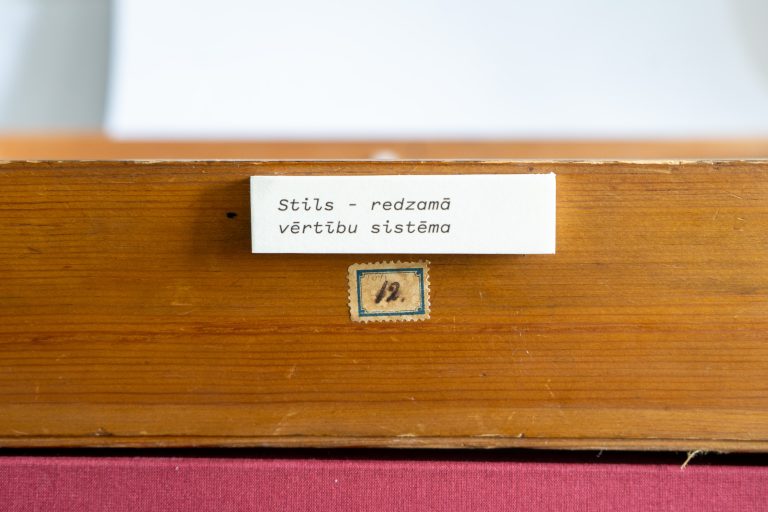 Stils - redzamā
vērtību sistēma
12.